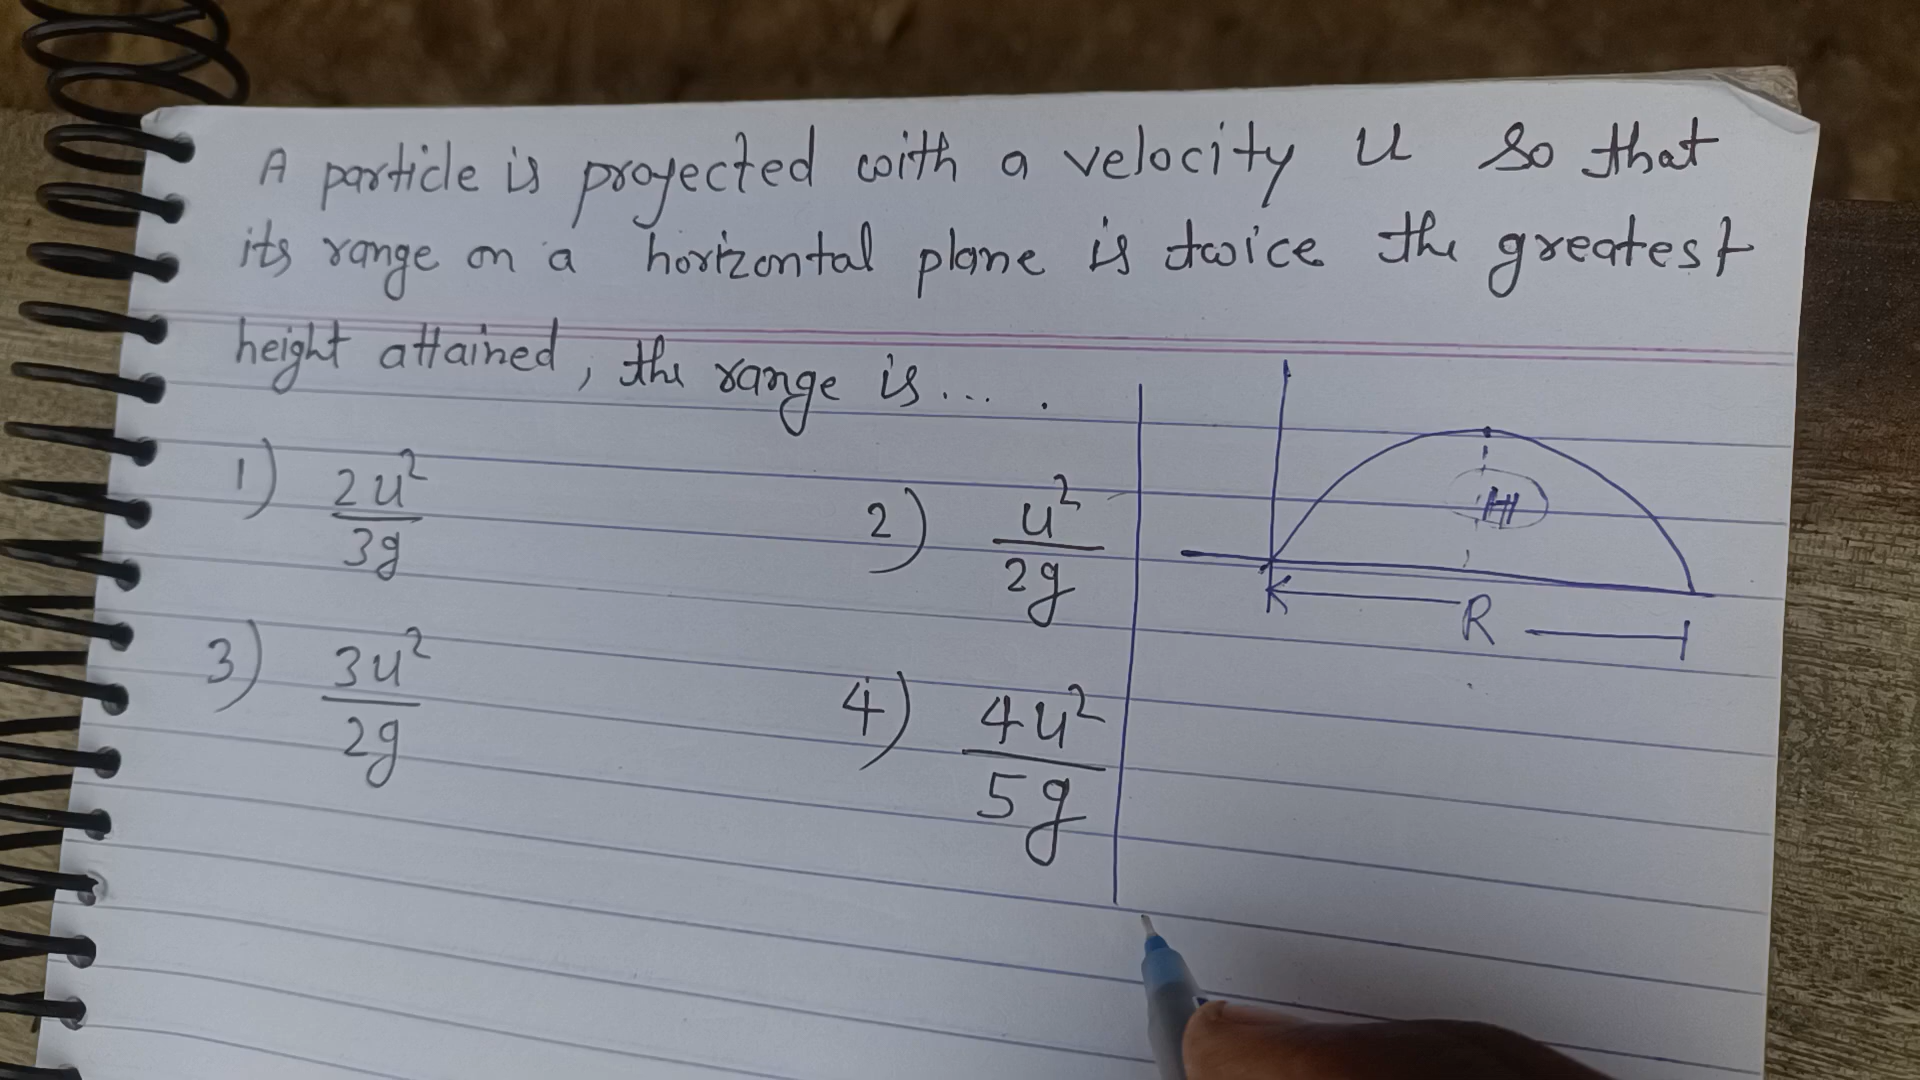 A particle is projected with a velocity u so that
its range on a horizontal plane is twice the greatest
height attained, the range is.... .
1) 2u²/3g
2) u²/2g
3) 3u²/2g
4) 4u²/5g
H
R